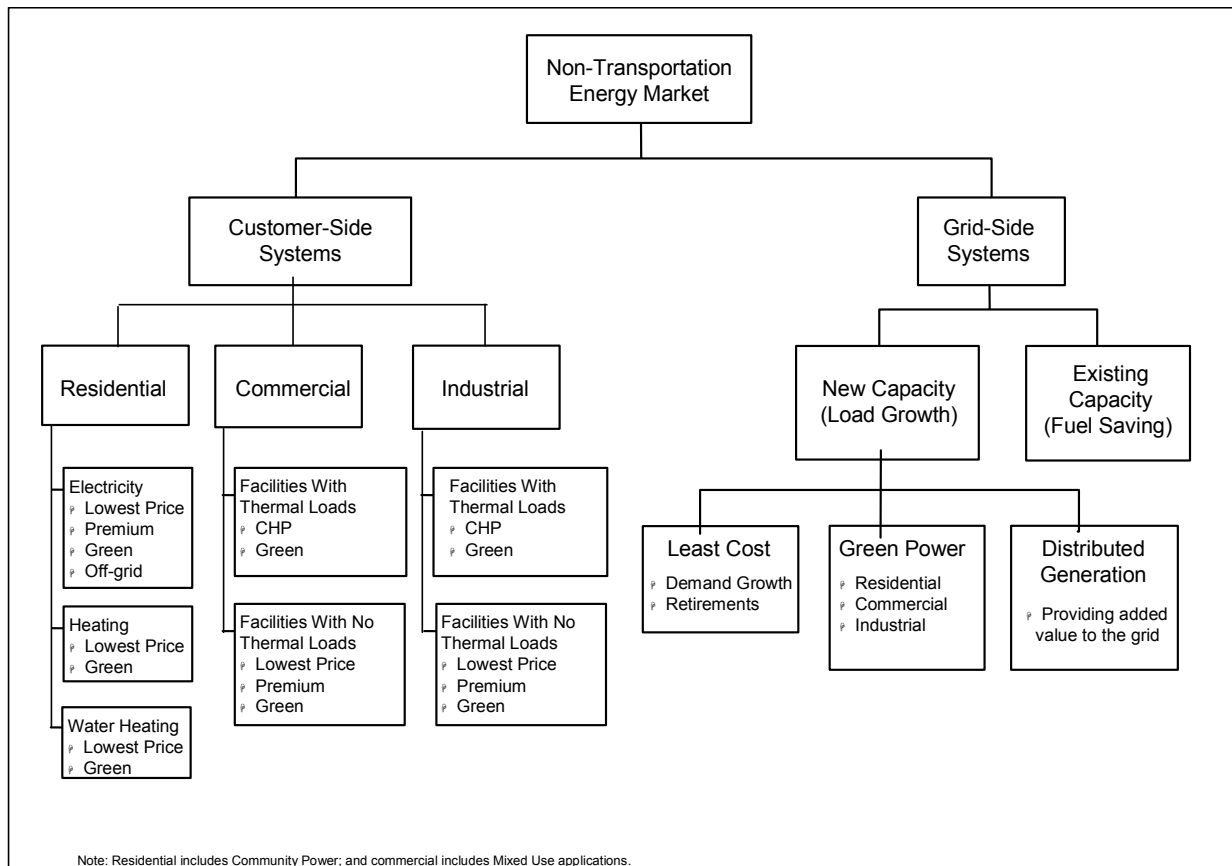 Non-Transportation
Energy Market
Customer-Side
Systems
Grid-Side
Systems
Residential
Commercial
Industrial
New Capacity
(Load Growth)
Existing
Capacity
(Fuel Saving)
Electricity
Lowest Price
Premium
Green
Off-grid
Heating
Lowest Price
Green
Water Heating
Lowest Price
Green
Facilities With
Thermal Loads
CHP
Green
Facilities With No
Thermal Loads
Lowest Price
Premium
Green
Facilities With
Thermal Loads
CHP
Green
Facilities With No
Thermal Loads
Lowest Price
Premium
Green
Least Cost
Demand Growth
Retirements
Green Power
Residential
Commercial
Industrial
Distributed
Generation
Providing added
value to the grid
Note: Residential includes Community Power; and commercial includes Mixed Use applications.